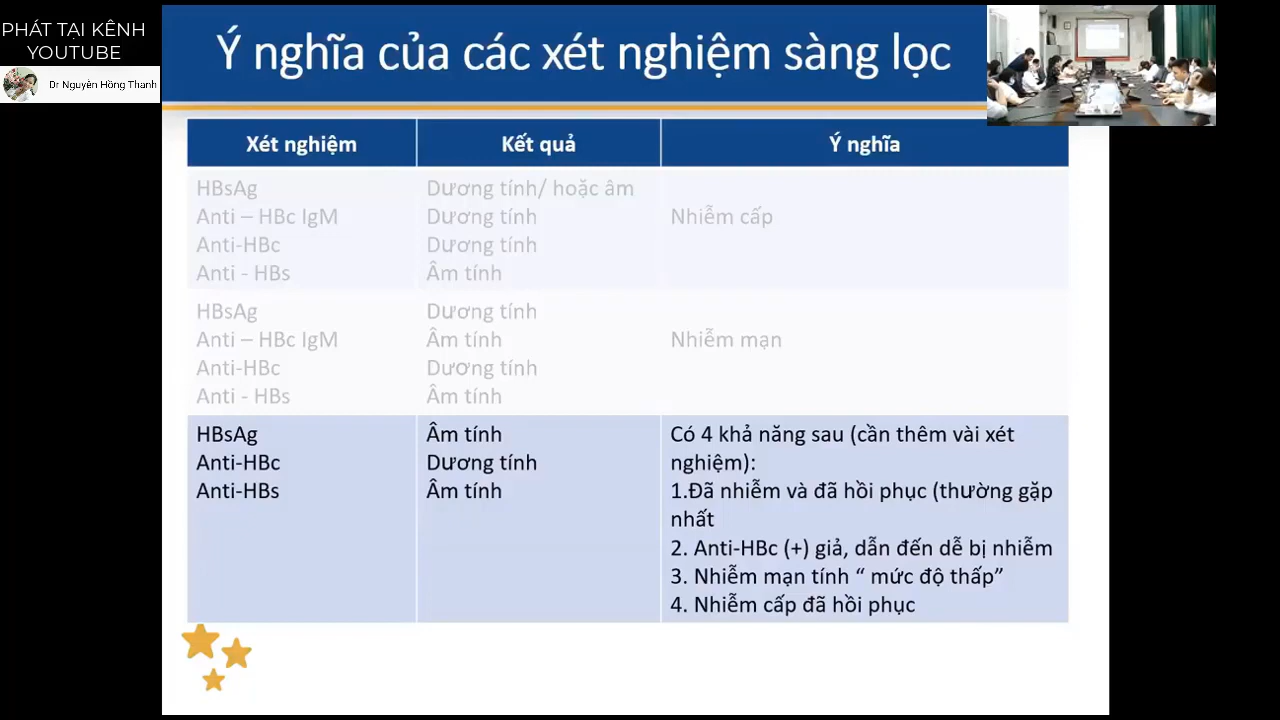 PHÁT TẠI KÊNH
YOUTUBE
Dr Nguyễn Hồng Thanh
Ý nghĩa của các xét nghiệm sàng lọc
Xét nghiệm Kết quả Ý nghĩa
HBsAg Dương tính/ hoặc âm
Anti – HBc IgM Dương tính Nhiễm cấp
Anti-HBc Dương tính
Anti - HBs Âm tính
HBsAg Dương tính
Anti – HBc IgM Âm tính Nhiễm mạn
Anti-HBc Dương tính
Anti - HBs Âm tính
HBsAg Âm tính Có 4 khả năng sau (cần thêm vài xét
Anti-HBc Dương tính nghiệm):
Anti-HBs Âm tính 1.Đã nhiễm và đã hồi phục (thường gặp
nhất
2. Anti-HBc (+) giả, dẫn đến dễ bị nhiễm
3. Nhiễm mạn tính “ mức độ thấp”
4. Nhiễm cấp đã hồi phục